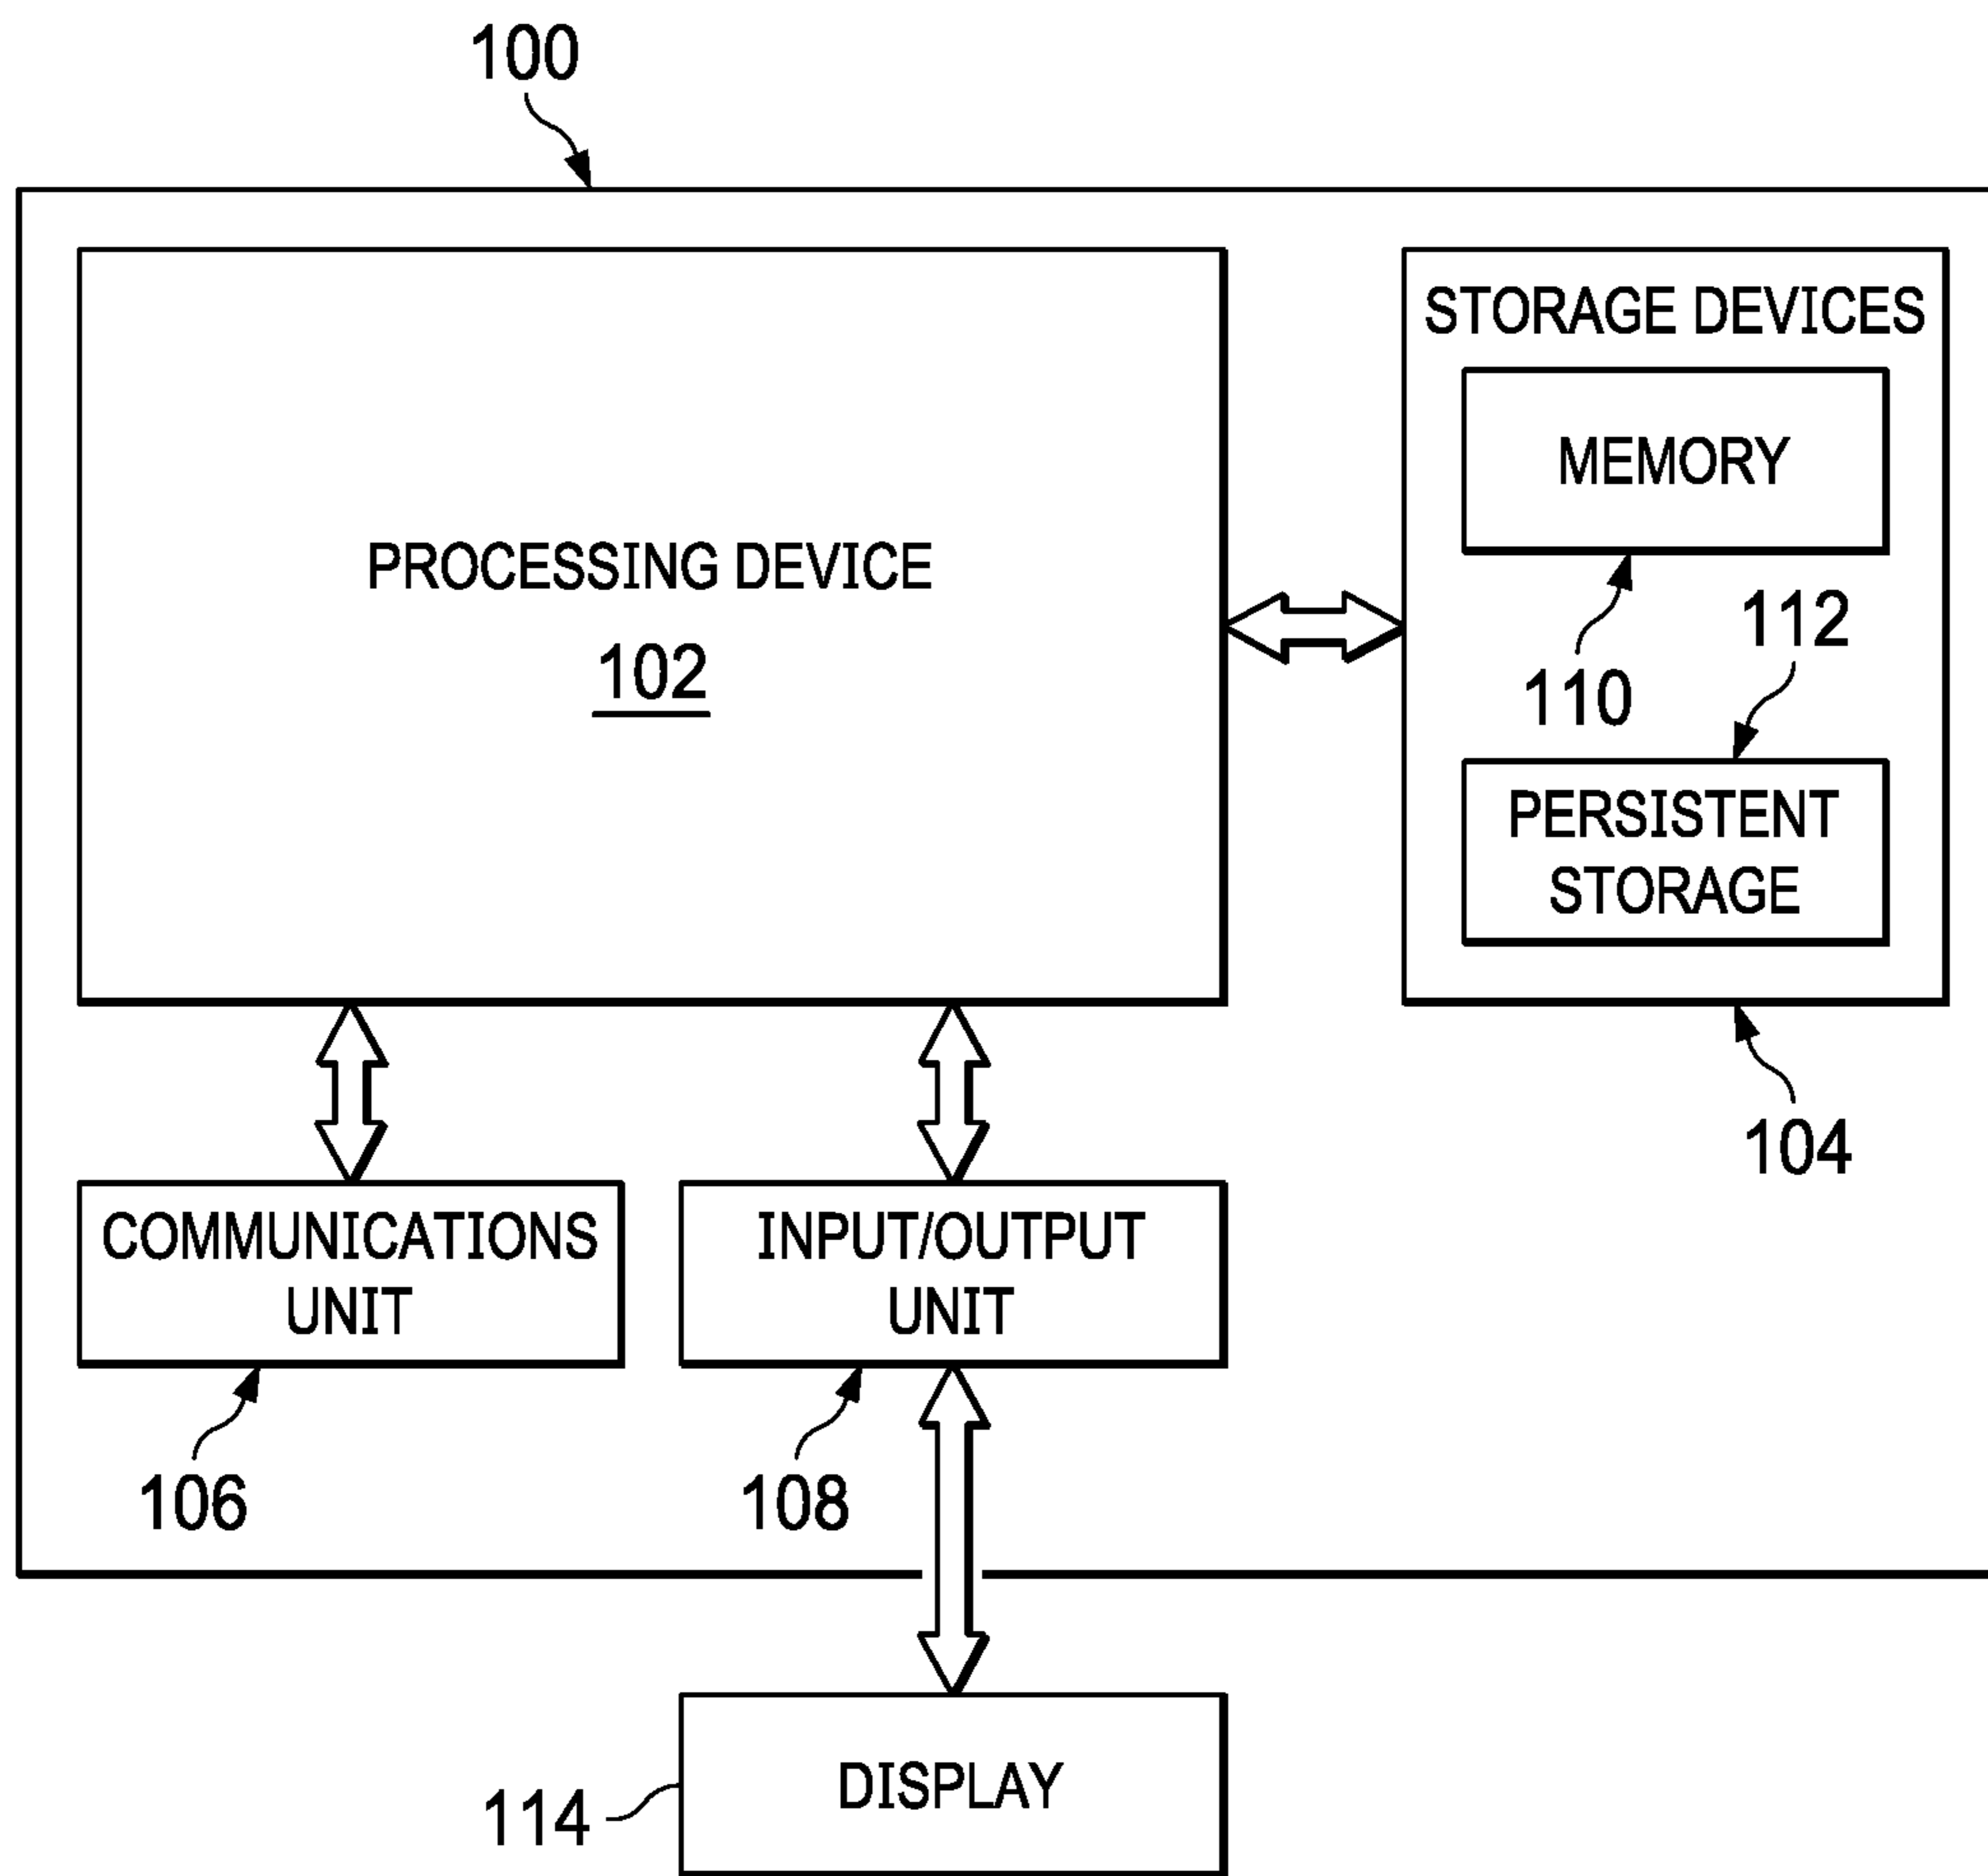 100
PROCESSING DEVICE
102
STORAGE DEVICES
MEMORY
110
112
PERSISTENT
STORAGE
104
COMMUNICATIONS
UNIT
106
INPUT/OUTPUT
UNIT
108
DISPLAY
114